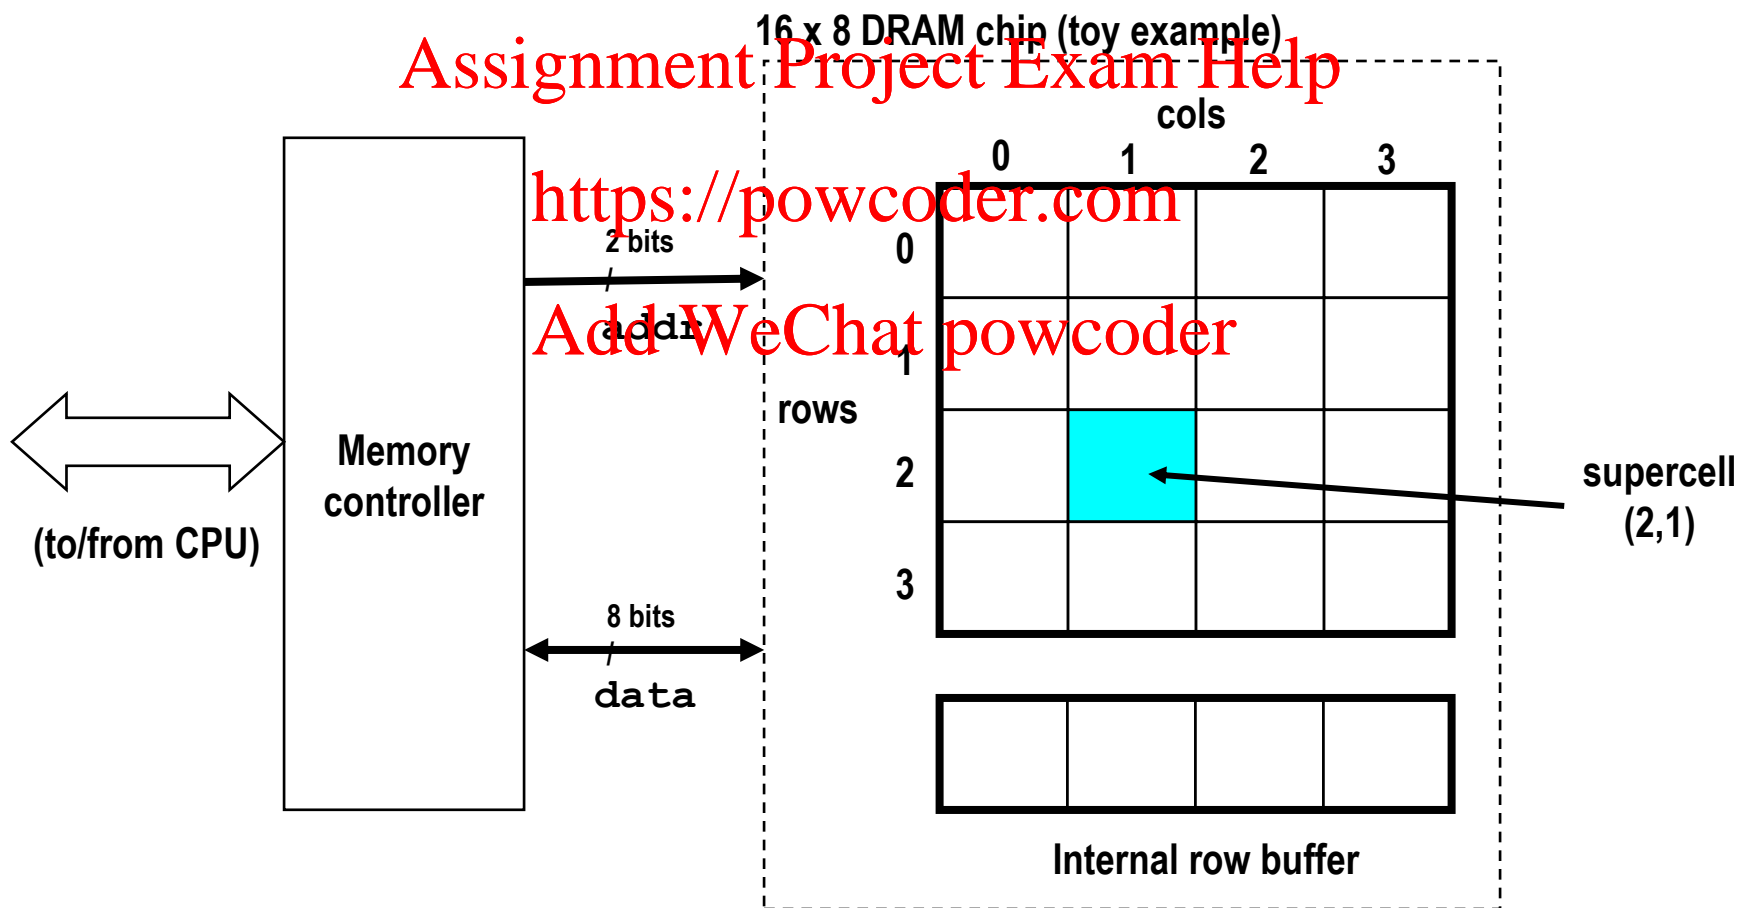 16 x 8 DRAM chip (toy example)
Assignment Project Exam Help
cols
0 1 2 3
https://powcoder.com
2 bits
0
addr
Add WeChat powcoder
1
rows
Memory
controller
2
supercell
(2,1)
(to/from CPU)
3
8 bits
data
Internal row buffer